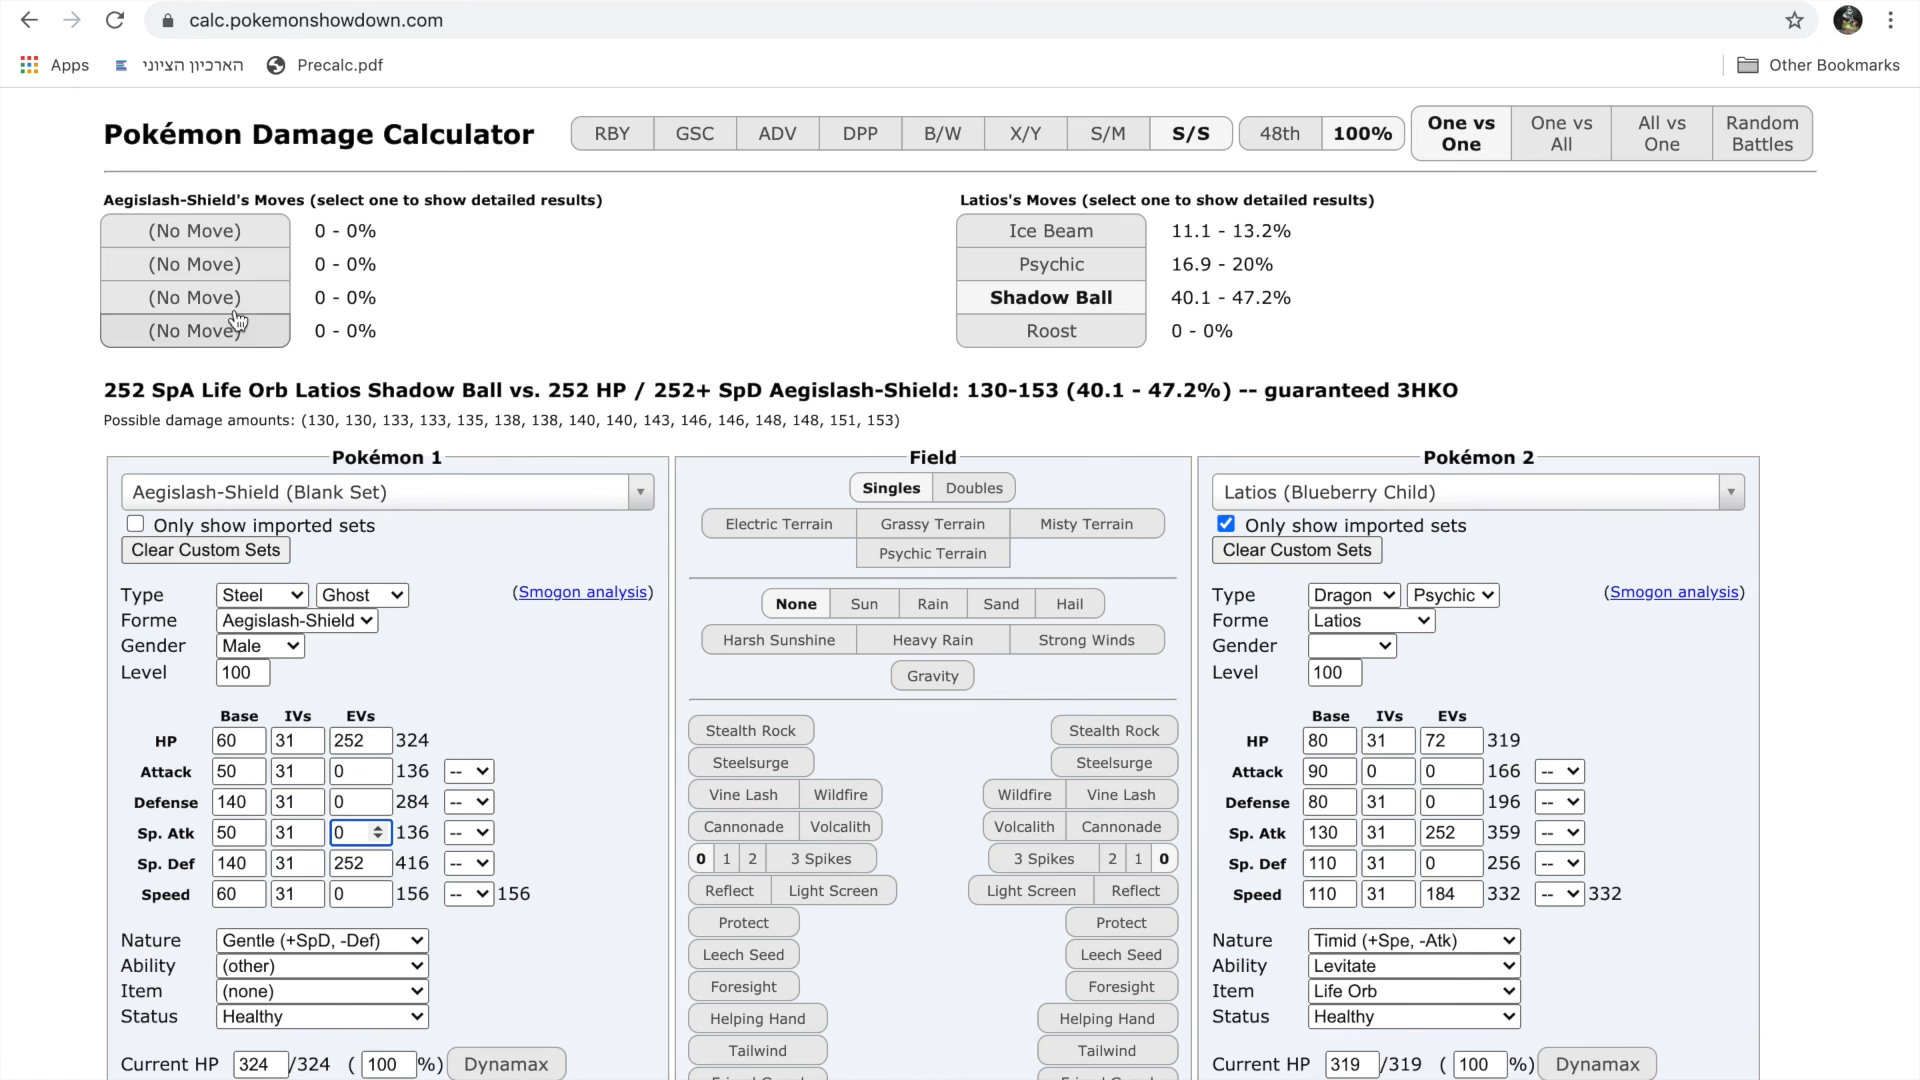 calc.pokemonshowdown.com
Apps הארכיון הציוני Precalc.pdf Other Bookmarks
Pokémon Damage Calculator RBY GSC ADV DPP B/W X/Y S/M S/S 48th 100% One vs One One vs All All vs One Random Battles
Aegislash-Shield's Moves (select one to show detailed results) Latios's Moves (select one to show detailed results)
(No Move) 0 - 0% Ice Beam 11.1 - 13.2%
(No Move) 0 - 0% Psychic 16.9 - 20%
(No Move) 0 - 0% Shadow Ball 40.1 - 47.2%
(No Move) 0 - 0% Roost 0 - 0%
252 SpA Life Orb Latios Shadow Ball vs. 252 HP / 252+ SpD Aegislash-Shield: 130-153 (40.1 - 47.2%) -- guaranteed 3HKO
Possible damage amounts: (130, 130, 133, 133, 135, 138, 138, 140, 140, 143, 146, 146, 148, 148, 151, 153)
Pokémon 1
Aegislash-Shield (Blank Set)
Only show imported sets
Clear Custom Sets
Type Steel Ghost (Smogon analysis)
Forme Aegislash-Shield
Gender Male
Level 100
Base IVs EVs
HP 60 31 252 324
Attack 50 31 0 136 --
Defense 140 31 0 284 --
Sp. Atk 50 31 0 136 --
Sp. Def 140 31 252 416 --
Speed 60 31 0 156 -- 156
Nature Gentle (+SpD, -Def)
Ability (other)
Item (none)
Status Healthy
Current HP 324 /324 ( 100 %) Dynamax
Field
Singles Doubles
Electric Terrain Grassy Terrain Misty Terrain
Psychic Terrain
None Sun Rain Sand Hail
Harsh Sunshine Heavy Rain Strong Winds
Gravity
Stealth Rock Stealth Rock
Steelsurge Steelsurge
Vine Lash Wildfire Wildfire Vine Lash
Cannonade Volcalith Volcalith Cannonade
0 1 2 3 Spikes 3 Spikes 2 1 0
Reflect Light Screen Light Screen Reflect
Protect Protect
Leech Seed Leech Seed
Foresight Foresight
Helping Hand Helping Hand
Tailwind Tailwind
Pokémon 2
Latios (Blueberry Child)
Only show imported sets
Clear Custom Sets
Type Dragon Psychic (Smogon analysis)
Forme Latios
Gender
Level 100
Base IVs EVs
HP 80 31 72 319
Attack 90 0 0 166 --
Defense 80 31 0 196 --
Sp. Atk 130 31 252 359 --
Sp. Def 110 31 0 256 --
Speed 110 31 184 332 -- 332
Nature Timid (+Spe, -Atk)
Ability Levitate
Item Life Orb
Status Healthy
Current HP 319 /319 ( 100 %) Dynamax